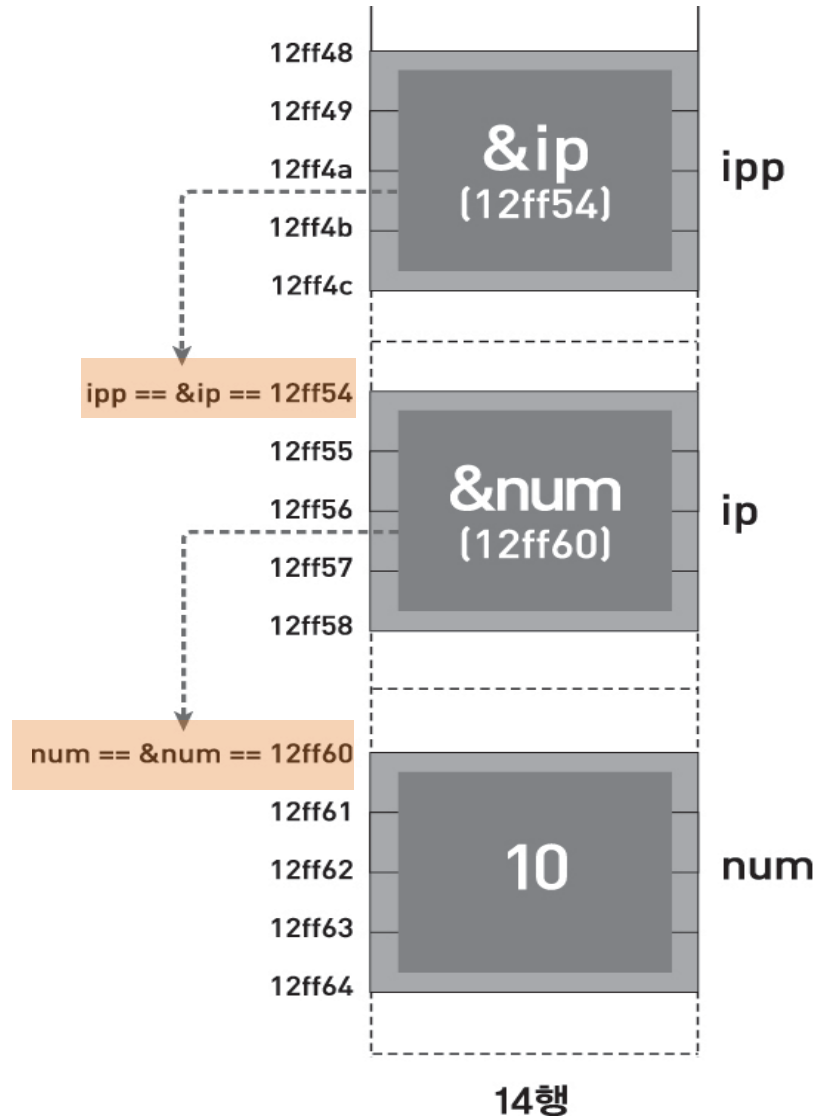 12ff48
12ff49
12ff4a
12ff4b
12ff4c
&ip
(12ff54)
ipp
ipp == &ip == 12ff54
12ff55
12ff56
12ff57
12ff58
&num
(12ff60)
ip
num == &num == 12ff60
12ff61
12ff62
12ff63
12ff64
10
num
14행